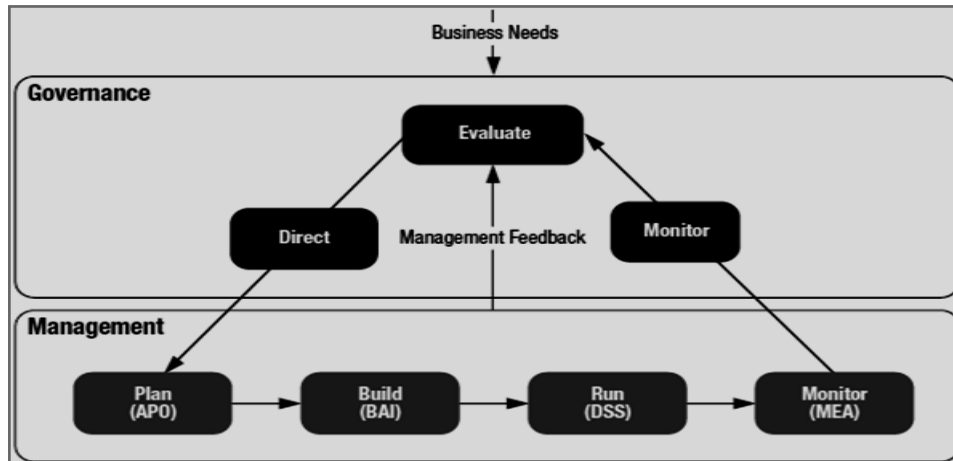 Business Needs
Governance
Evaluate
Direct
Management Feedback
Monitor
Management
Plan
(APO)
Build
(BAI)
Run
(DSS)
Monitor
(MEA)